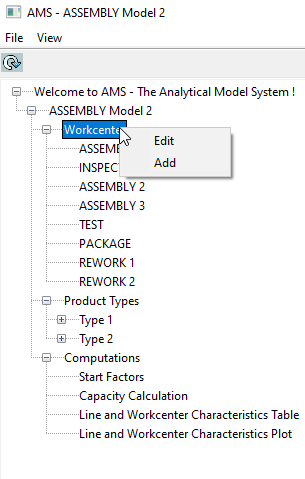 AMS - ASSEMBLY Model 2
File View
Welcome to AMS - The Analytical Model System !
ASSEMBLY Model 2
Workcente
Edit
ASSEMB
Add
INSPECT
ASSEMBLY 2
ASSEMBLY 3
TEST
PACKAGE
REWORK 1
REWORK 2
Product Types
Type 1
Type 2
Computations
Start Factors
Capacity Calculation
Line and Workcenter Characteristics Table
Line and Workcenter Characteristics Plot